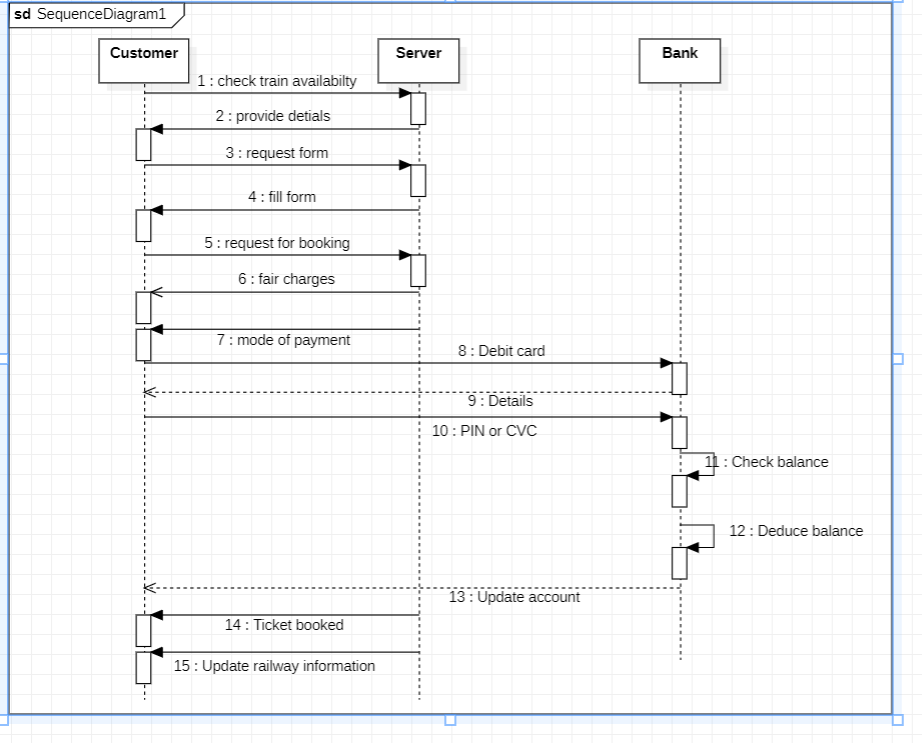 sd SequenceDiagram1
Customer
Server
Bank
1 : check train availabilty
2 : provide detials
3 : request form
4 : fill form
5 : request for booking
6 : fair charges
7 : mode of payment
8 : Debit card
9 : Details
10 : PIN or CVC
11 : Check balance
12 : Deduce balance
13 : Update account
14 : Ticket booked
15 : Update railway information